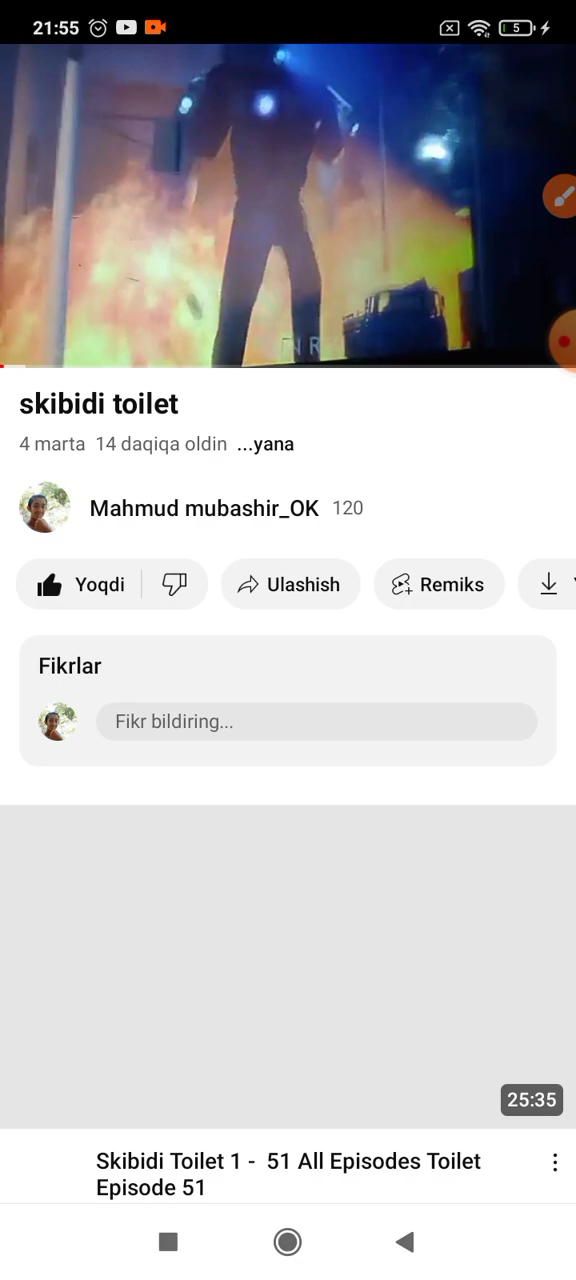 21:55
5
skibidi toilet
4 marta 14 daqiqa oldin ...yana
Mahmud mubashir_OK 120
Yoqdi
Ulashish
Remiks
Fikrlar
Fikr bildiring...
25:35
Skibidi Toilet 1 - 51 All Episodes Toilet
Episode 51